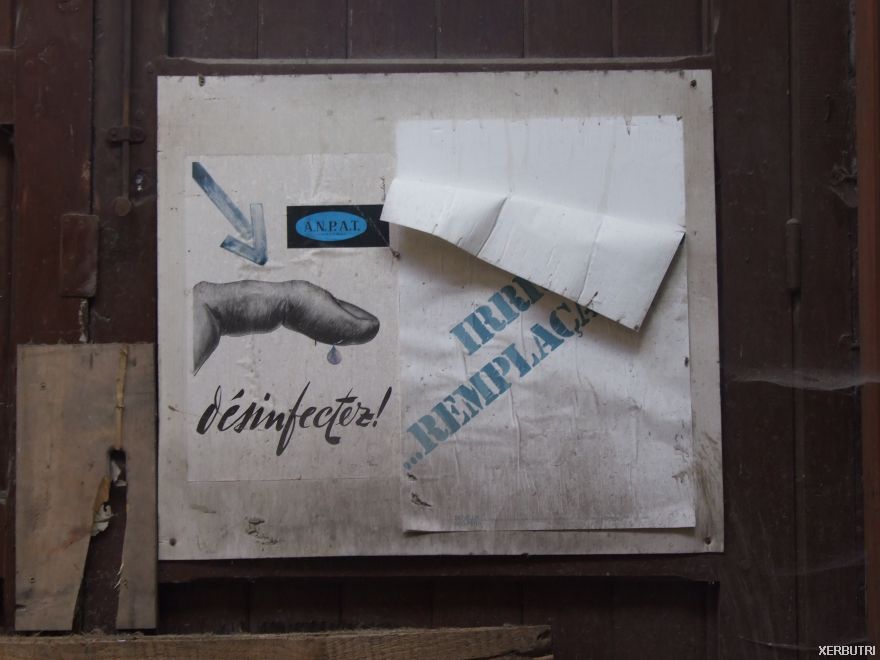 A.N.P.A.T.
désinfectez!
IRRE
...REMPLAÇA
XERBUTRI